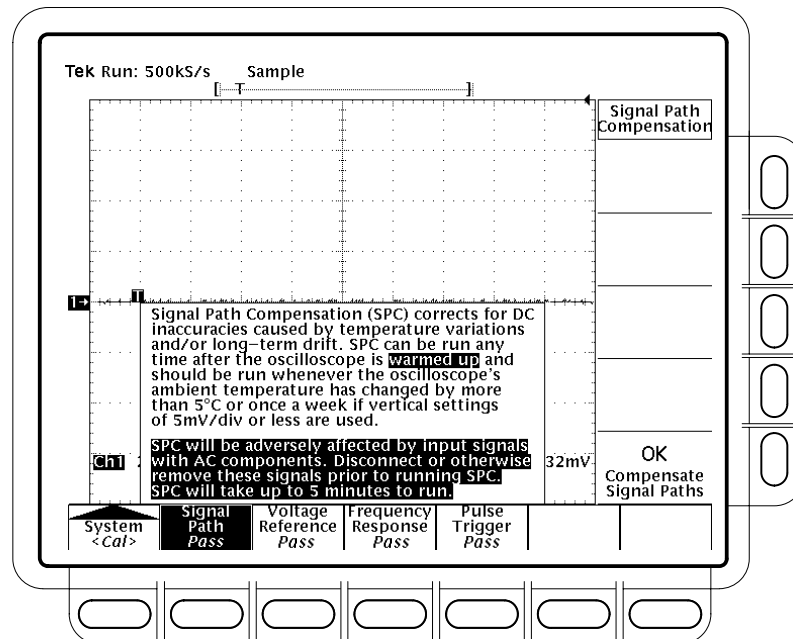 Tek Run: 500kS/s Sample
[ T ]
Signal Path
Compensation
T
1→
Signal Path Compensation (SPC) corrects for DC
inaccuracies caused by temperature variations
and/or long–term drift. SPC can be run any
time after the oscilloscope is warmed up and
should be run whenever the oscilloscope's
ambient temperature has changed by more
than 5°C or once a week if vertical settings
of 5mV/div or less are used.
SPC will be adversely affected by input signals
with AC components. Disconnect or otherwise
remove these signals prior to running SPC.
SPC will take up to 5 minutes to run.
Ch1
32mV
OK
Compensate
Signal Paths
System
<Cal>
Signal
Path
Pass
Voltage
Reference
Pass
Frequency
Response
Pass
Pulse
Trigger
Pass